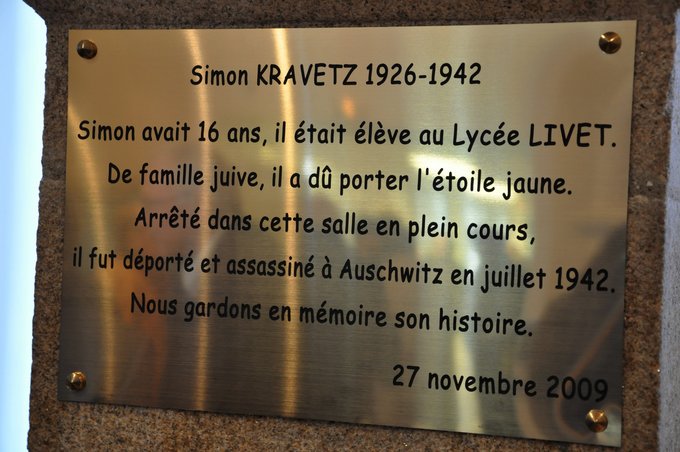 Simon KRAVETZ 1926-1942
Simon avait 16 ans, il était élève au Lycée LIVET.
De famille juive, il a dû porter l'étoile jaune.
Arrêté dans cette salle en plein cours,
il fut déporté et assassiné à Auschwitz en juillet 1942.
Nous gardons en mémoire son histoire.
27 novembre 2009